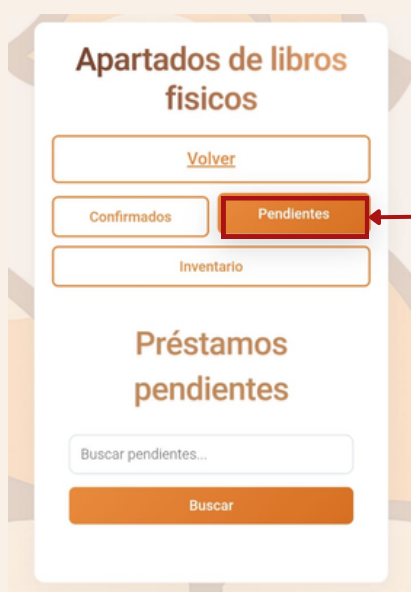 Apartados de libros
fisicos
Volver
Confirmados
Pendientes
Inventario
Préstamos
pendientes
Buscar pendientes...
Buscar